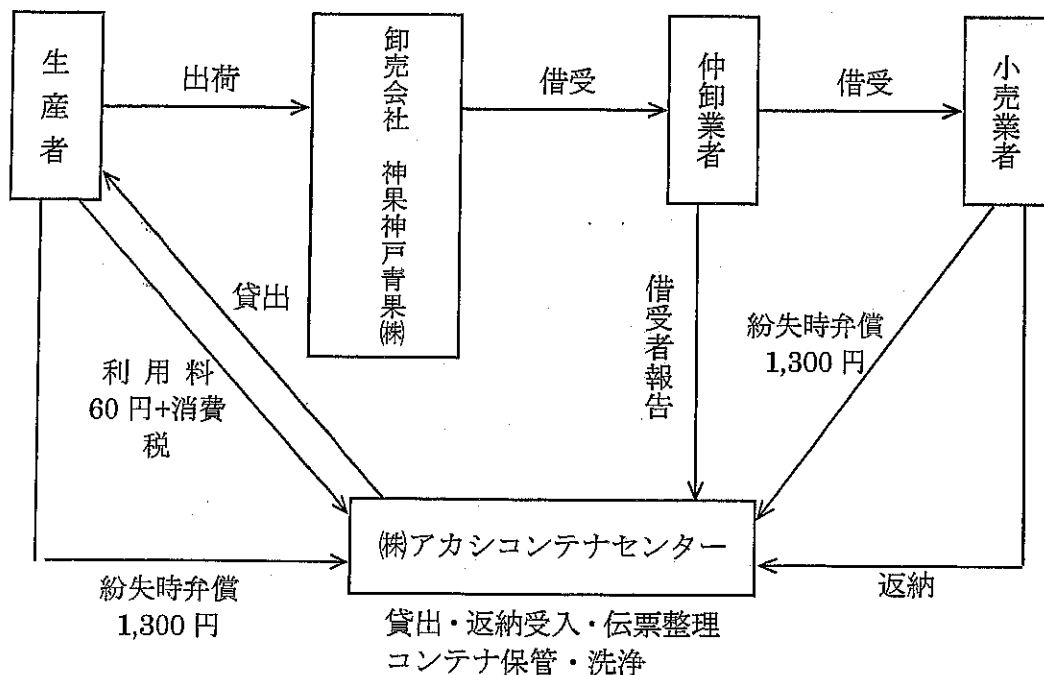 生産者
出荷
卸売会社　神果神戸青果㈱
借受
仲卸業者
借受
小売業者
貸出
利用料
60円+消費
税
借受者報告
紛失時弁償
1,300円
㈱アカシコンテナセンター
紛失時弁償
1,300円
返納
貸出・返納受入・伝票整理
コンテナ保管・洗浄